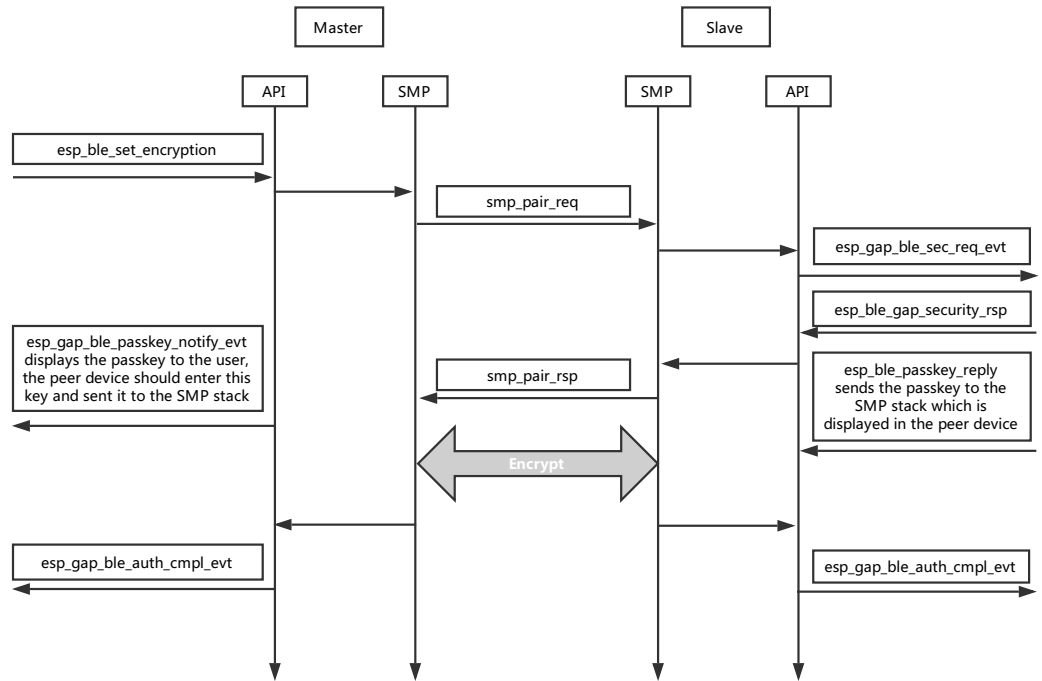 Master
Slave
API
SMP
SMP
API
esp_ble_set_encryption
smp_pair_req
esp_gap_ble_sec_req_evt
esp_ble_gap_security_rsp
esp_gap_ble_passkey_notify_evt
displays the passkey to the user,
the peer device should enter this
key and sent it to the SMP stack
smp_pair_rsp
esp_ble_passkey_reply
sends the passkey to the
SMP stack which is
displayed in the peer device
Encrypt
esp_gap_ble_auth_cmpl_evt
esp_gap_ble_auth_cmpl_evt